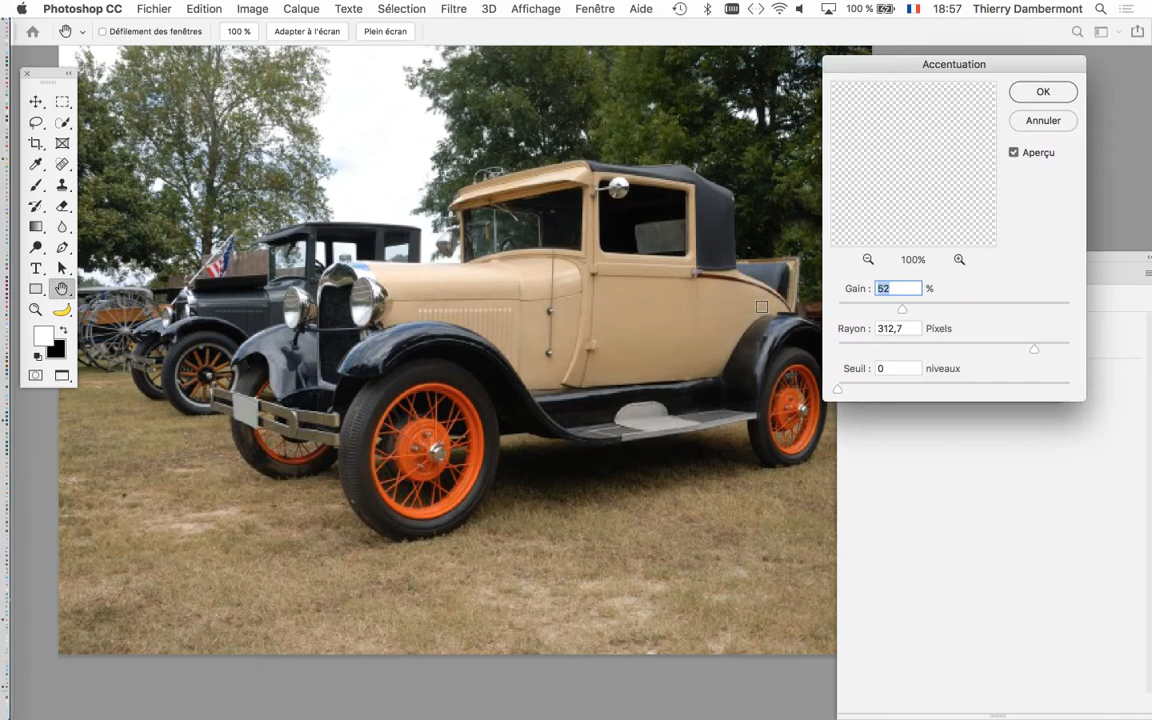 Photoshop CC Fichier Edition Image Calque Texte Sélection Filtre 3D Affichage Fenêtre Aide 100 % 18:57 Thierry Dambermont
Défilement des fenêtres 100 % Adapter à l'écran Plein écran
Accentuation
OK
Annuler
Aperçu
100%
Gain : 52 %
Rayon : 312,7 Pixels
Seuil : 0 niveaux
T